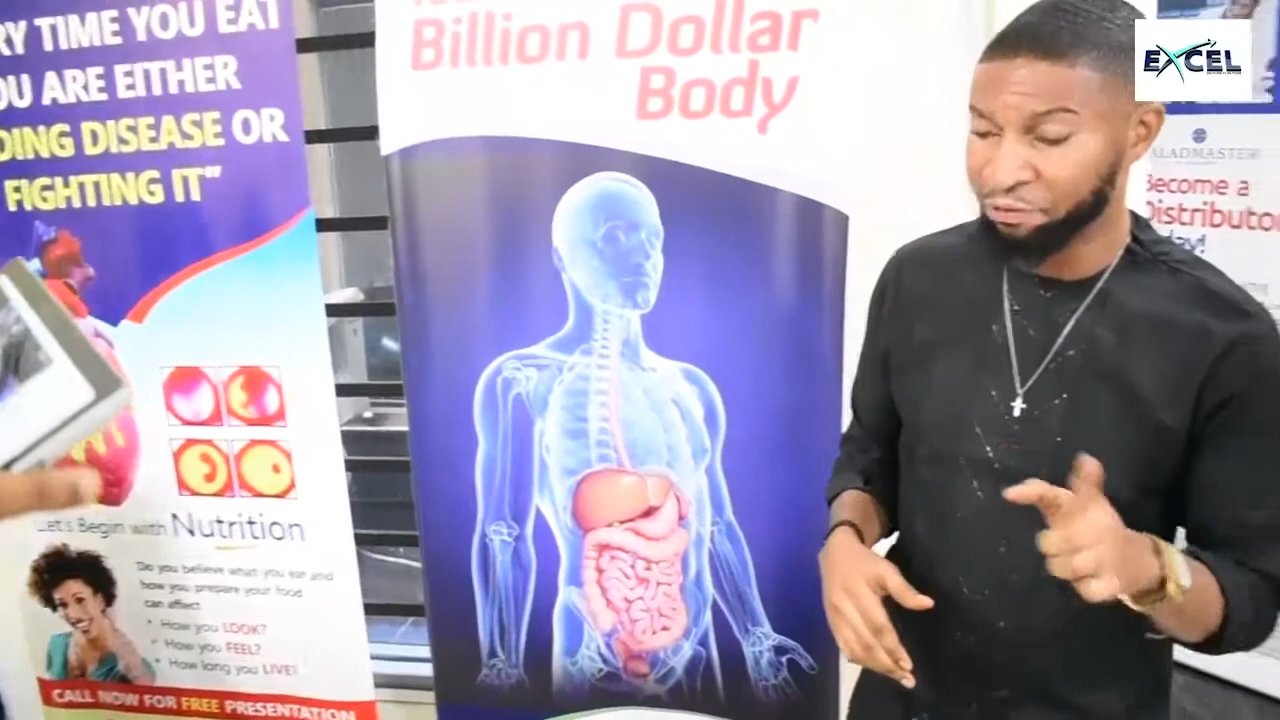 RY TIME YOU EAT
OU ARE EITHER
DING DISEASE OR
FIGHTING IT"
Let's Begin with Nutrition
Do you believe what you eat and
how you prepare your food
can affect
* How you LOOK?
* How you FEEL?
* How long you LIVE?
CALL NOW FOR FREE PRESENTATION
Billion Dollar
Body
EXCEL
ALADMASTER
Become a
Distributo